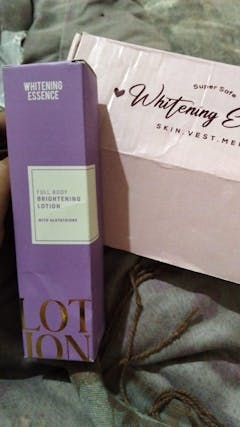 WHITENING
ESSENCE
FULL BODY
BRIGHTENING
LOTION
WITH GLUTATHIONE
LOT
ION
Super Safe
Whitening
SKIN.VEST.ME